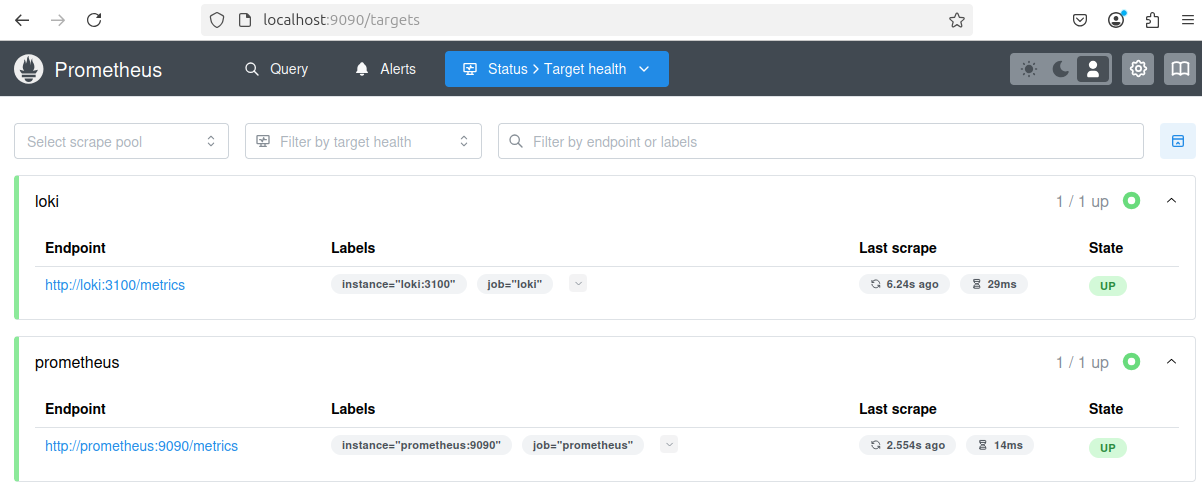 localhost:9090/targets
Prometheus Query Alerts Status > Target health
Select scrape pool Filter by target health Filter by endpoint or labels
loki 1 / 1 up
Endpoint Labels Last scrape State
http://loki:3100/metrics instance="loki:3100" job="loki" 6.24s ago 29ms UP
prometheus 1 / 1 up
Endpoint Labels Last scrape State
http://prometheus:9090/metrics instance="prometheus:9090" job="prometheus" 2.554s ago 14ms UP